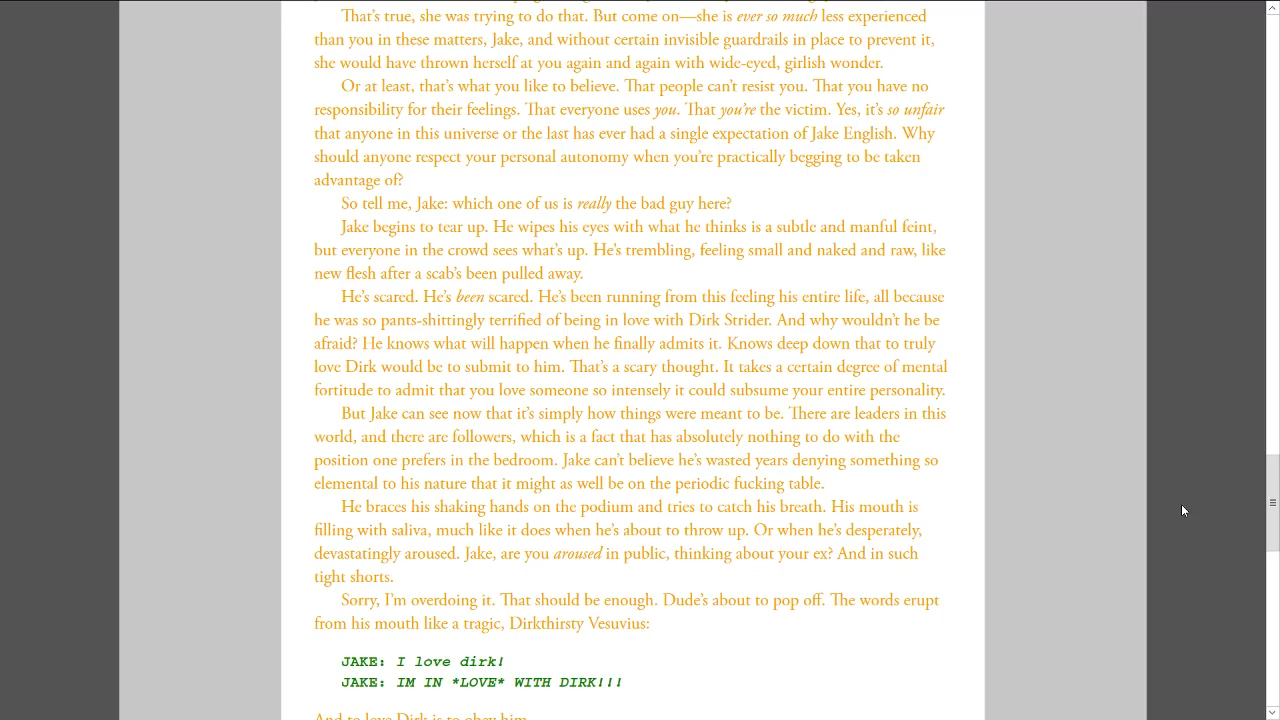 That's true, she was trying to do that. But come on—she is ever so much less experienced
than you in these matters, Jake, and without certain invisible guardrails in place to prevent it,
she would have thrown herself at you again and again with wide-eyed, girlish wonder.
Or at least, that's what you like to believe. That people can't resist you. That you have no
responsibility for their feelings. That everyone uses you. That you're the victim. Yes, it's so unfair
that anyone in this universe or the last has ever had a single expectation of Jake English. Why
should anyone respect your personal autonomy when you're practically begging to be taken
advantage of?
So tell me, Jake: which one of us is really the bad guy here?
Jake begins to tear up. He wipes his eyes with what he thinks is a subtle and manful feint,
but everyone in the crowd sees what's up. He's trembling, feeling small and naked and raw, like
new flesh after a scab's been pulled away.
He's scared. He's been scared. He's been running from this feeling his entire life, all because
he was so pants-shittingly terrified of being in love with Dirk Strider. And why wouldn't he be
afraid? He knows what will happen when he finally admits it. Knows deep down that to truly
love Dirk would be to submit to him. That's a scary thought. It takes a certain degree of mental
fortitude to admit that you love someone so intensely it could subsume your entire personality.
But Jake can see now that it's simply how things were meant to be. There are leaders in this
world, and there are followers, which is a fact that has absolutely nothing to do with the
position one prefers in the bedroom. Jake can't believe he's wasted years denying something so
elemental to his nature that it might as well be on the periodic fucking table.
He braces his shaking hands on the podium and tries to catch his breath. His mouth is
filling with saliva, much like it does when he's about to throw up. Or when he's desperately,
devastatingly aroused. Jake, are you aroused in public, thinking about your ex? And in such
tight shorts.
Sorry, I'm overdoing it. That should be enough. Dude's about to pop off. The words erupt
from his mouth like a tragic, Dirkthirsty Vesuvius:
JAKE: I love dirk!
JAKE: IM IN *LOVE* WITH DIRK!!!
And to love Dirk is to obey him.